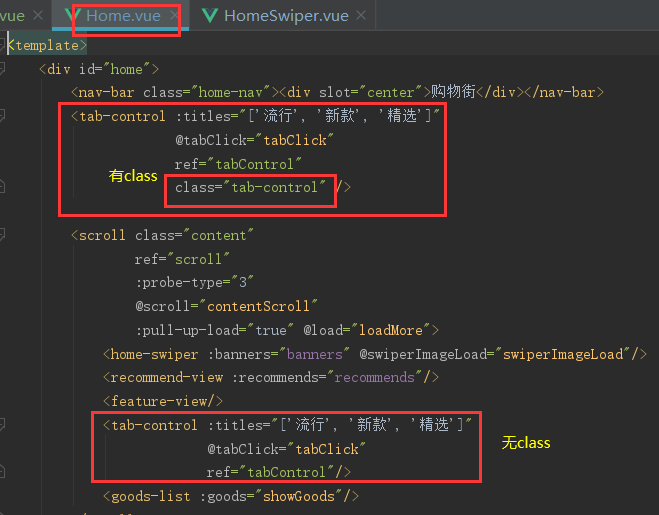 vue × Home.vue × HomeSwiper.vue ×
<template>
<div id="home">
<nav-bar class="home-nav"><div slot="center">购物街</div></nav-bar>
<tab-control :titles="['流行', '新款', '精选']"
@tabClick="tabClick"
ref="tabControl"
有class
class="tab-control" />
<scroll class="content"
ref="scroll"
:probe-type="3"
@scroll="contentScroll"
:pull-up-load="true" @load="loadMore">
<home-swiper :banners="banners" @swiperImageLoad="swiperImageLoad"/>
<recommend-view :recommends="recommends"/>
<feature-view/>
<tab-control :titles="['流行', '新款', '精选']"
@tabClick="tabClick"
无class
ref="tabControl"/>
<goods-list :goods="showGoods"/>